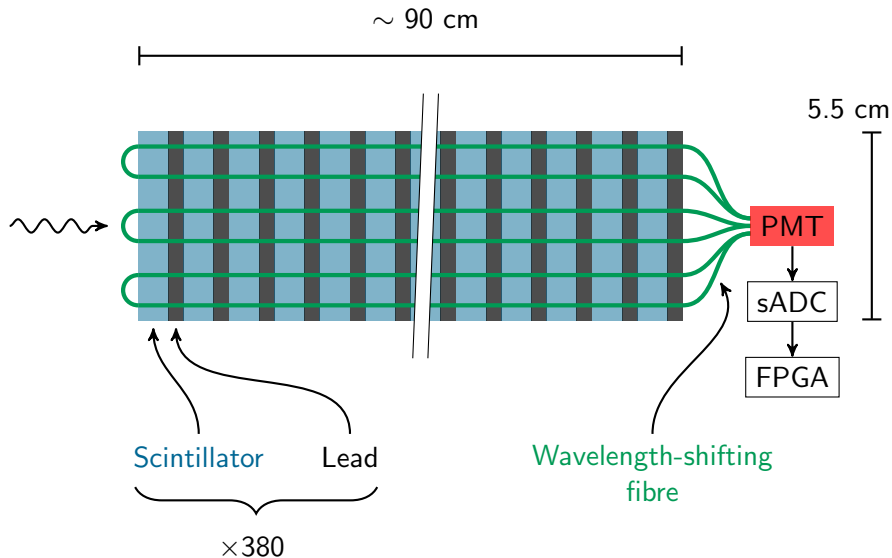 ∼ 90 cm
5.5 cm
PMT
sADC
FPGA
Scintillator
Lead
Wavelength-shifting
fibre
×380